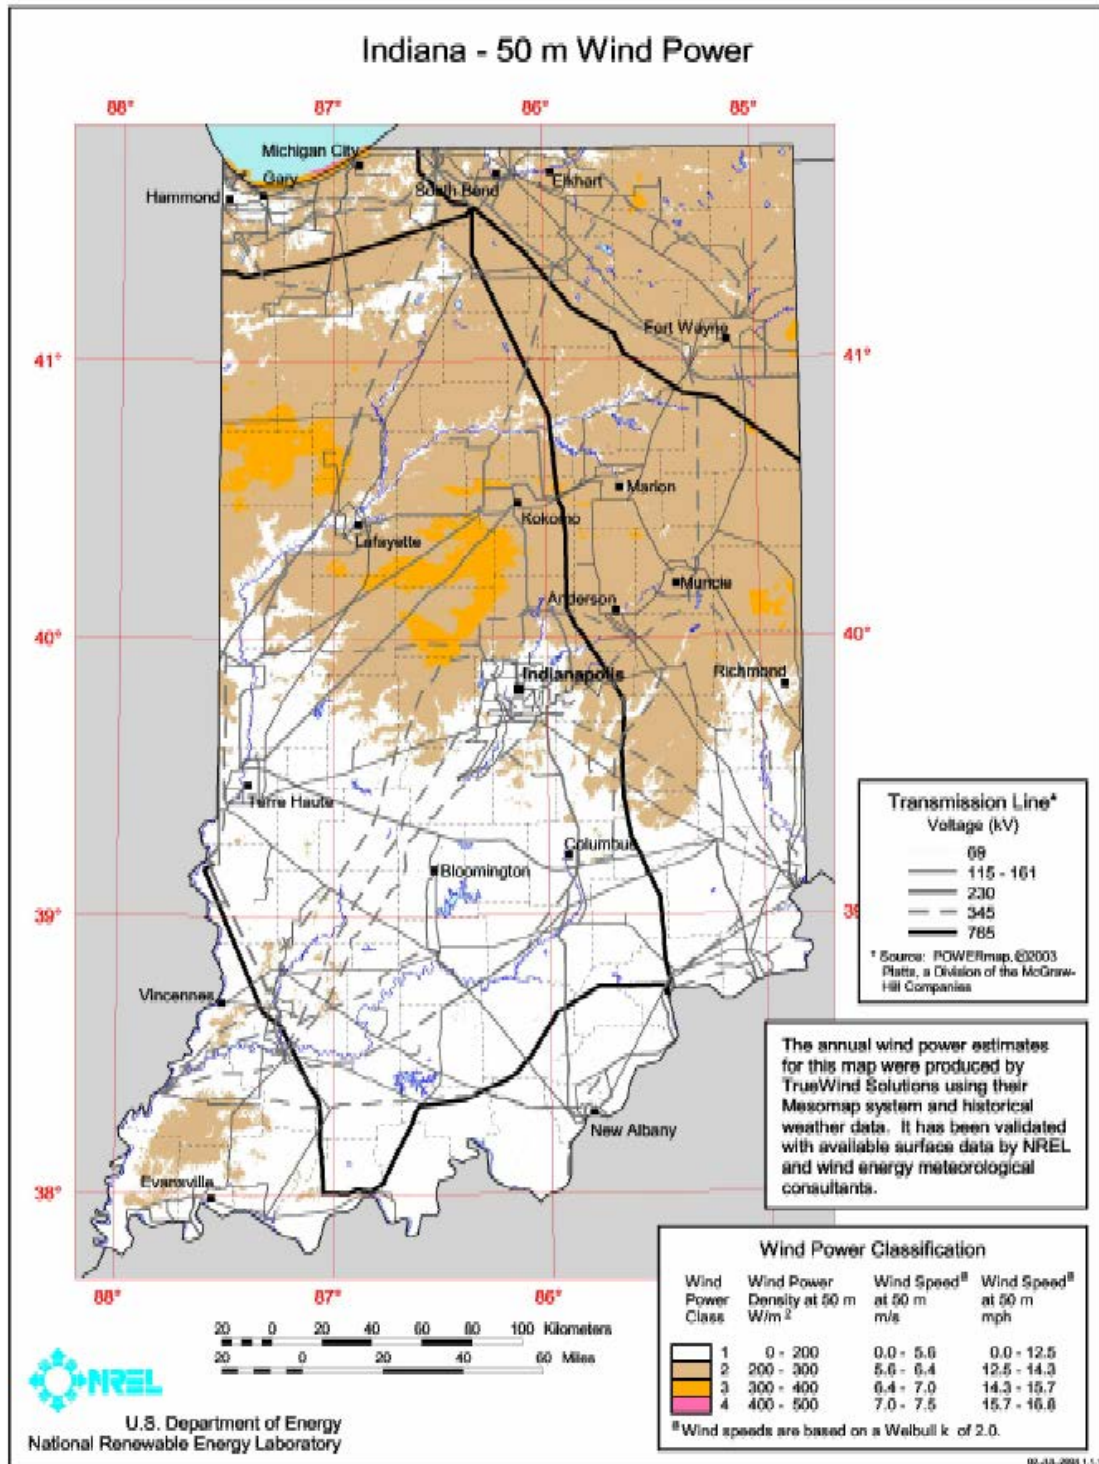 Indiana - 50 m Wind Power
88° 87° 86° 85°
Michigan City
Gary
Hammond
South Bend
Elkhart
Fort Wayne
41° 41°
Marion
Kokomo
Lafayette
Muncie
Anderson
40° 40°
Indianapolis
Richmond
Terre Haute
Columbus
Bloomington
39° 39
Vincennes
New Albany
Evansville
38°
88° 87° 86°
Transmission Line*
Voltage (kV)
69
115 - 161
230
345
765
* Source: POWERmap, ©2003
Platts, a Division of the McGraw-
Hill Companies
The annual wind power estimates
for this map were produced by
TrueWind Solutions using their
Mesomap system and historical
weather data. It has been validated
with available surface data by NREL
and wind energy meteorological
consultants.
Wind Power Classification
Wind Wind Power Wind Speed Wind Speed
Power Density at 50 m at 50 m at 50 m
Class W/m² m/s mph
1 0 - 200 0.0 - 5.6 0.0 - 12.5
2 200 - 300 5.6 - 6.4 12.5 - 14.3
3 300 - 400 6.4 - 7.0 14.3 - 15.7
4 400 - 500 7.0 - 7.5 15.7 - 16.8
Wind speeds are based on a Weibull k of 2.0.
20 0 20 40 60 80 100 Kilometers
20 0 20 40 60 Miles
NREL
U.S. Department of Energy
National Renewable Energy Laboratory